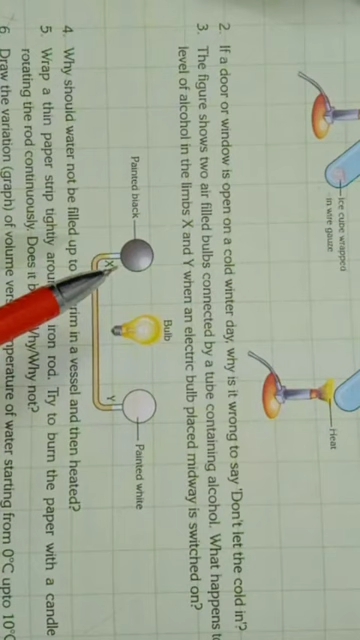 Ice cube wrapped
in wire gauze
Heat
2. If a door or window is open on a cold winter day, why is it wrong to say 'Don't let the cold in'?
3. The figure shows two air filled bulbs connected by a tube containing alcohol. What happens to
level of alcohol in the limbs X and Y when an electric bulb placed midway is switched on?
Painted black
Bulb
Painted white
X
Y
4. Why should water not be filled up to rim in a vessel and then heated?
5. Wrap a thin paper strip tightly iron rod. Try to burn the paper with a candle
rotating the rod continuously. Does it Why/Why not?
6 Draw the variation (graph) of volume of water starting from 0°C upto 10°C